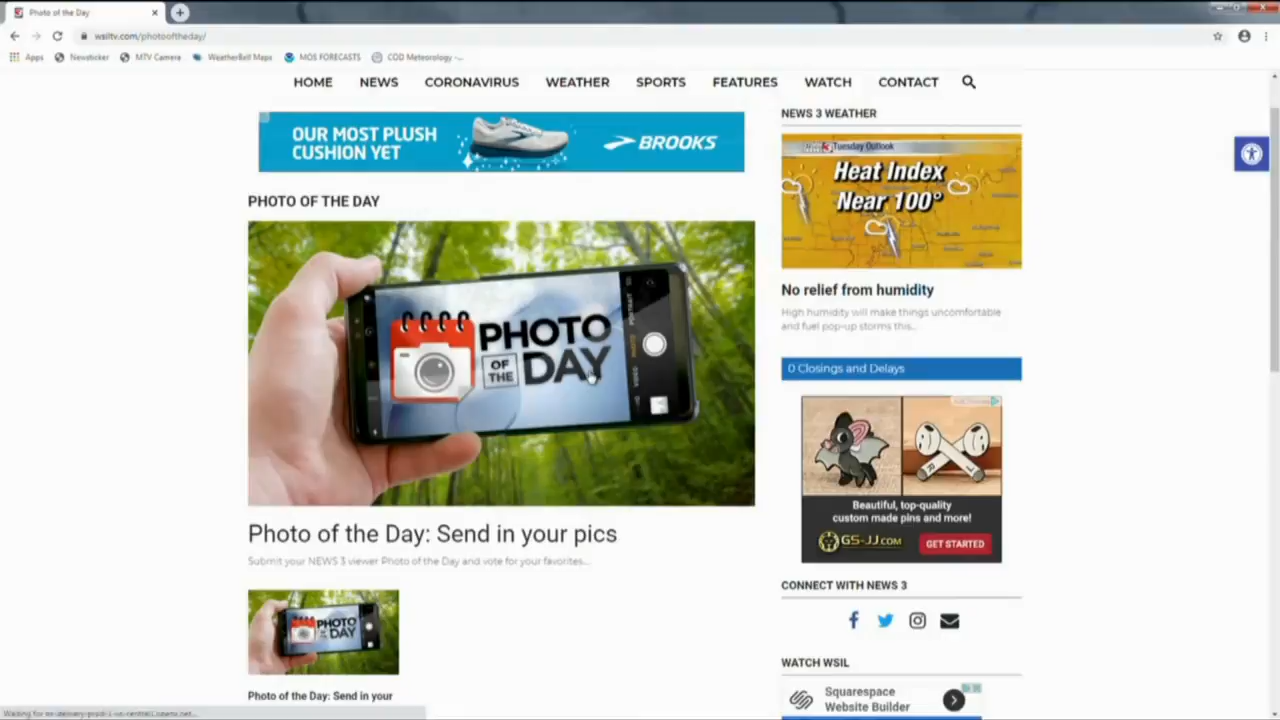 Photo of the Day
wsiltv.com/photooftheday/
Apps
Newsticker
MTV Camera
WeatherBell Maps
MOS FORECASTS
COD Meteorology -...
HOME
NEWS
CORONAVIRUS
WEATHER
SPORTS
FEATURES
WATCH
CONTACT
OUR MOST PLUSH
CUSHION YET
BROOKS
PHOTO OF THE DAY
PHOTO
OF THE
DAY
PORTRAIT
PHOTO
VIDEO
Photo of the Day: Send in your pics
Submit your NEWS 3 viewer Photo of the Day and vote for your favorites...
PHOTO
DAY
Photo of the Day: Send in your
NEWS 3 WEATHER
Tuesday Outlook
Heat Index
Near 100°
No relief from humidity
High humidity will make things uncomfortable
and fuel pop-up storms this...
0 Closings and Delays
R
Beautiful, top-quality
custom made pins and more!
GS-JJ.COM
GET STARTED
CONNECT WITH NEWS 3
WATCH WSIL
Squarespace
Website Builder